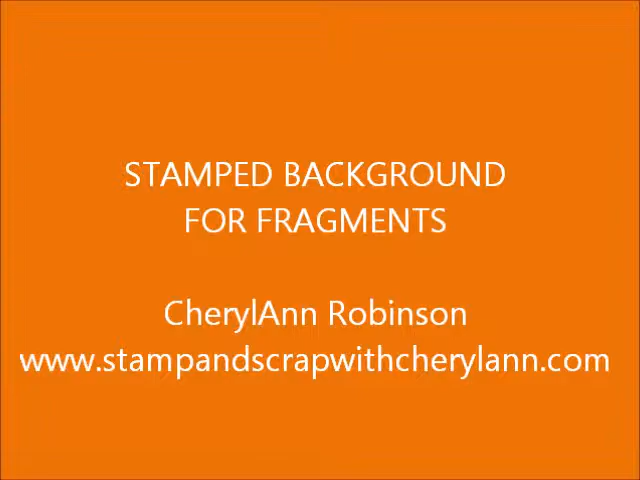 STAMPED BACKGROUND
FOR FRAGMENTS
CherylAnn Robinson
www.stampandscrapwithcherylann.com